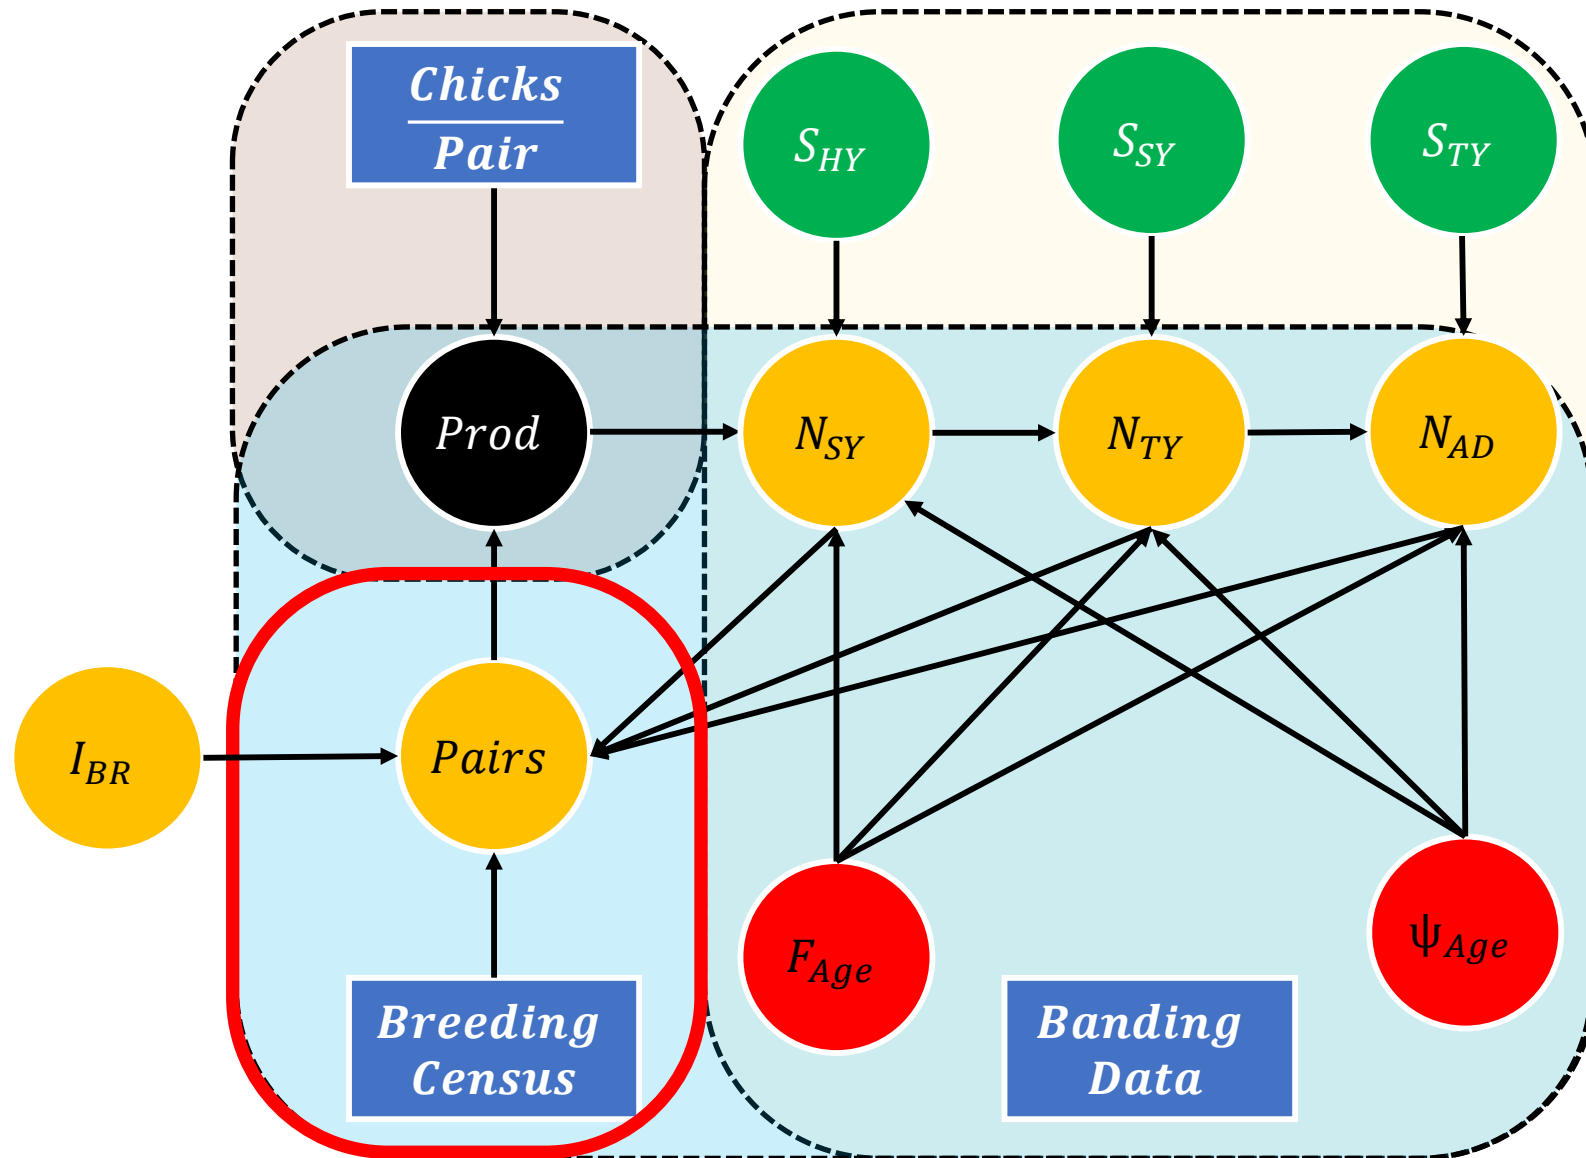 Chicks
Pair
S_HY
S_SY
S_TY
Prod
N_SY
N_TY
N_AD
I_BR
Pairs
F_Age
ψ_Age
Breeding
Census
Banding
Data